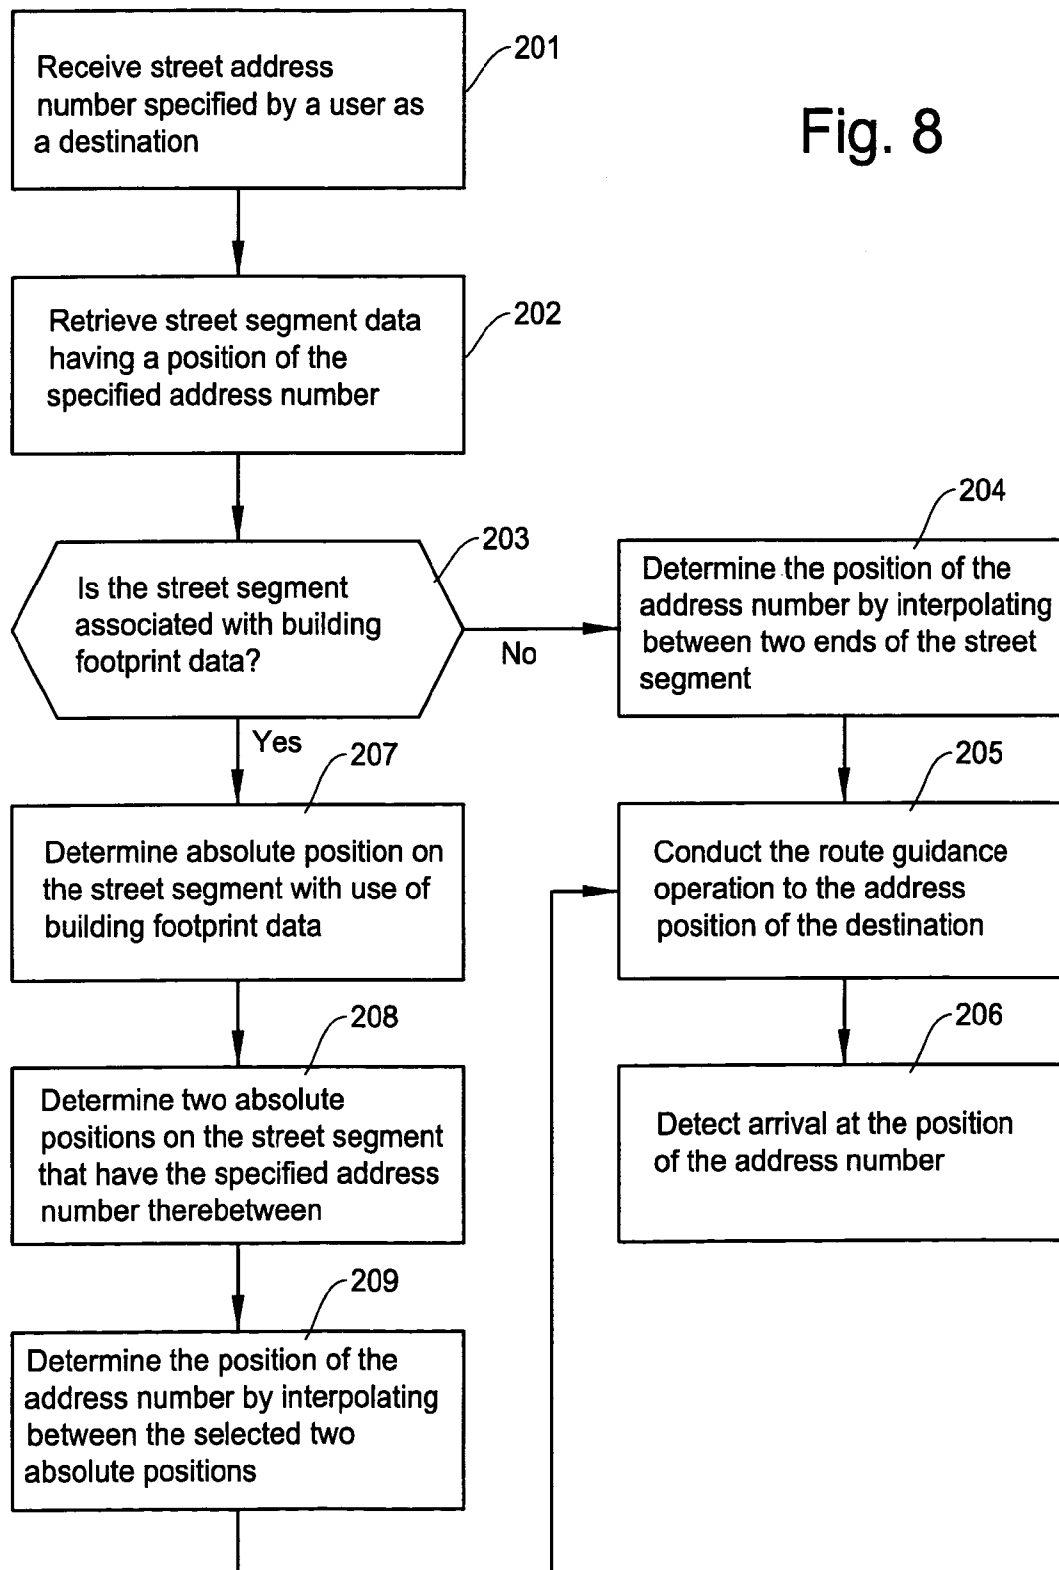 Fig. 8
201
Receive street address
number specified by a user as
a destination
202
Retrieve street segment data
having a position of the
specified address number
203
Is the street segment
associated with building
footprint data?
No
Yes
204
Determine the position of the
address number by interpolating
between two ends of the street
segment
205
Conduct the route guidance
operation to the address
position of the destination
206
Detect arrival at the position
of the address number
207
Determine absolute position on
the street segment with use of
building footprint data
208
Determine two absolute
positions on the street segment
that have the specified address
number therebetween
209
Determine the position of the
address number by interpolating
between the selected two
absolute positions